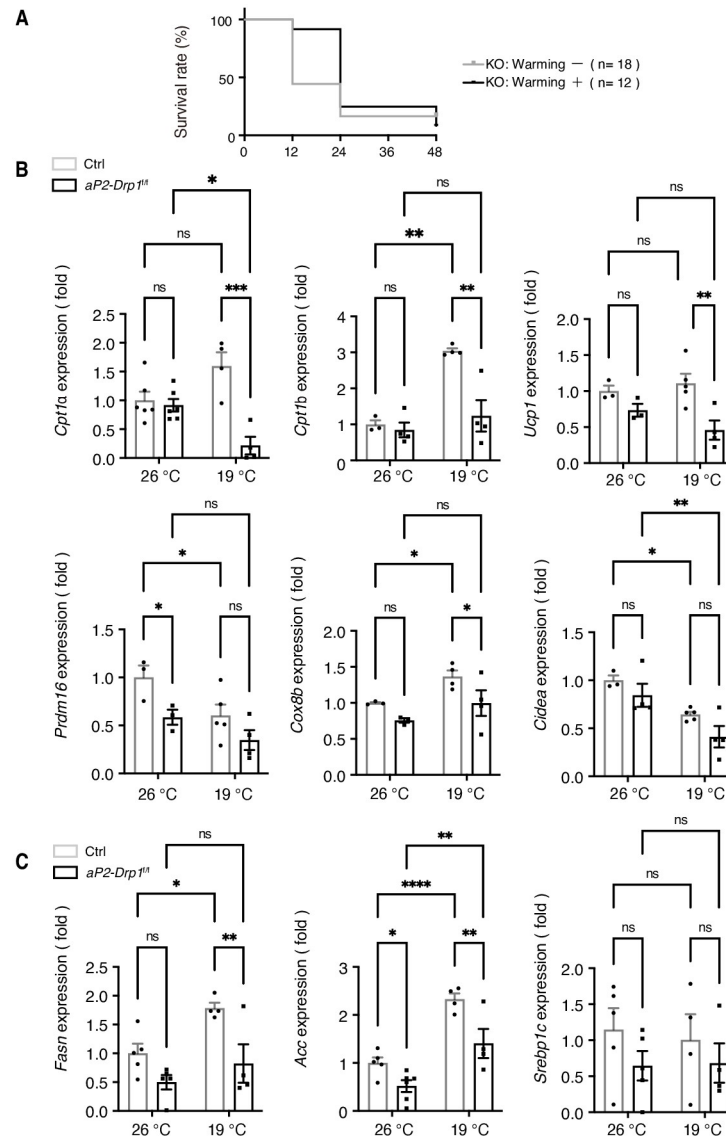 A
Survival rate (%)
100
50
0
0 12 24 36 48
KO: Warming − ( n= 18 )
KO: Warming + ( n= 12 )
B
Ctrl
aP2-Drp1f/f
Cpt1α expression ( fold )
2.5
2.0
1.5
1.0
0.5
0.0
ns
ns
*
***
26 °C 19 °C
Cpt1b expression ( fold )
4
3
2
1
0
ns
**
ns
**
26 °C 19 °C
Ucp1 expression ( fold )
2.0
1.5
1.0
0.5
0.0
ns
ns
ns
**
26 °C 19 °C
Prdm16 expression ( fold )
1.5
1.0
0.5
0.0
ns
*
*
ns
26 °C 19 °C
Cox8b expression ( fold )
2.0
1.5
1.0
0.5
0.0
ns
*
ns
*
26 °C 19 °C
Cidea expression ( fold )
1.5
1.0
0.5
0.0
**
*
ns
ns
26 °C 19 °C
C
Ctrl
aP2-Drp1f/f
Fasn expression ( fold )
2.5
2.0
1.5
1.0
0.5
0.0
ns
*
ns
**
26 °C 19 °C
Acc expression ( fold )
3
2
1
0
**
****
*
**
26 °C 19 °C
Srebp1c expression ( fold )
2.0
1.5
1.0
0.5
0.0
ns
ns
ns
ns
26 °C 19 °C